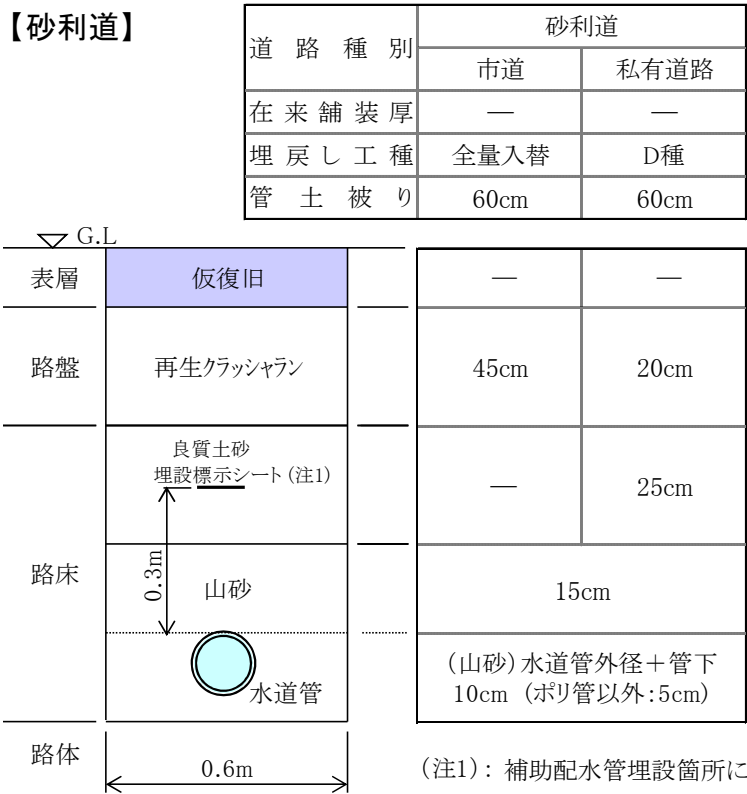 【砂利道】
道路種別
砂利道
市道
私有道路
在来舗装厚
―
―
埋戻し工種
全量入替
D種
管土被り
60cm
60cm
G.L
表層
仮復旧
―
―
路盤
再生クラッシャラン
45cm
20cm
良質土砂
埋設標示シート(注1)
―
25cm
路床
0.3m
山砂
15cm
(山砂)水道管外径+管下
10cm (ポリ管以外:5cm)
水道管
路体
0.6m
(注1): 補助配水管埋設箇所に